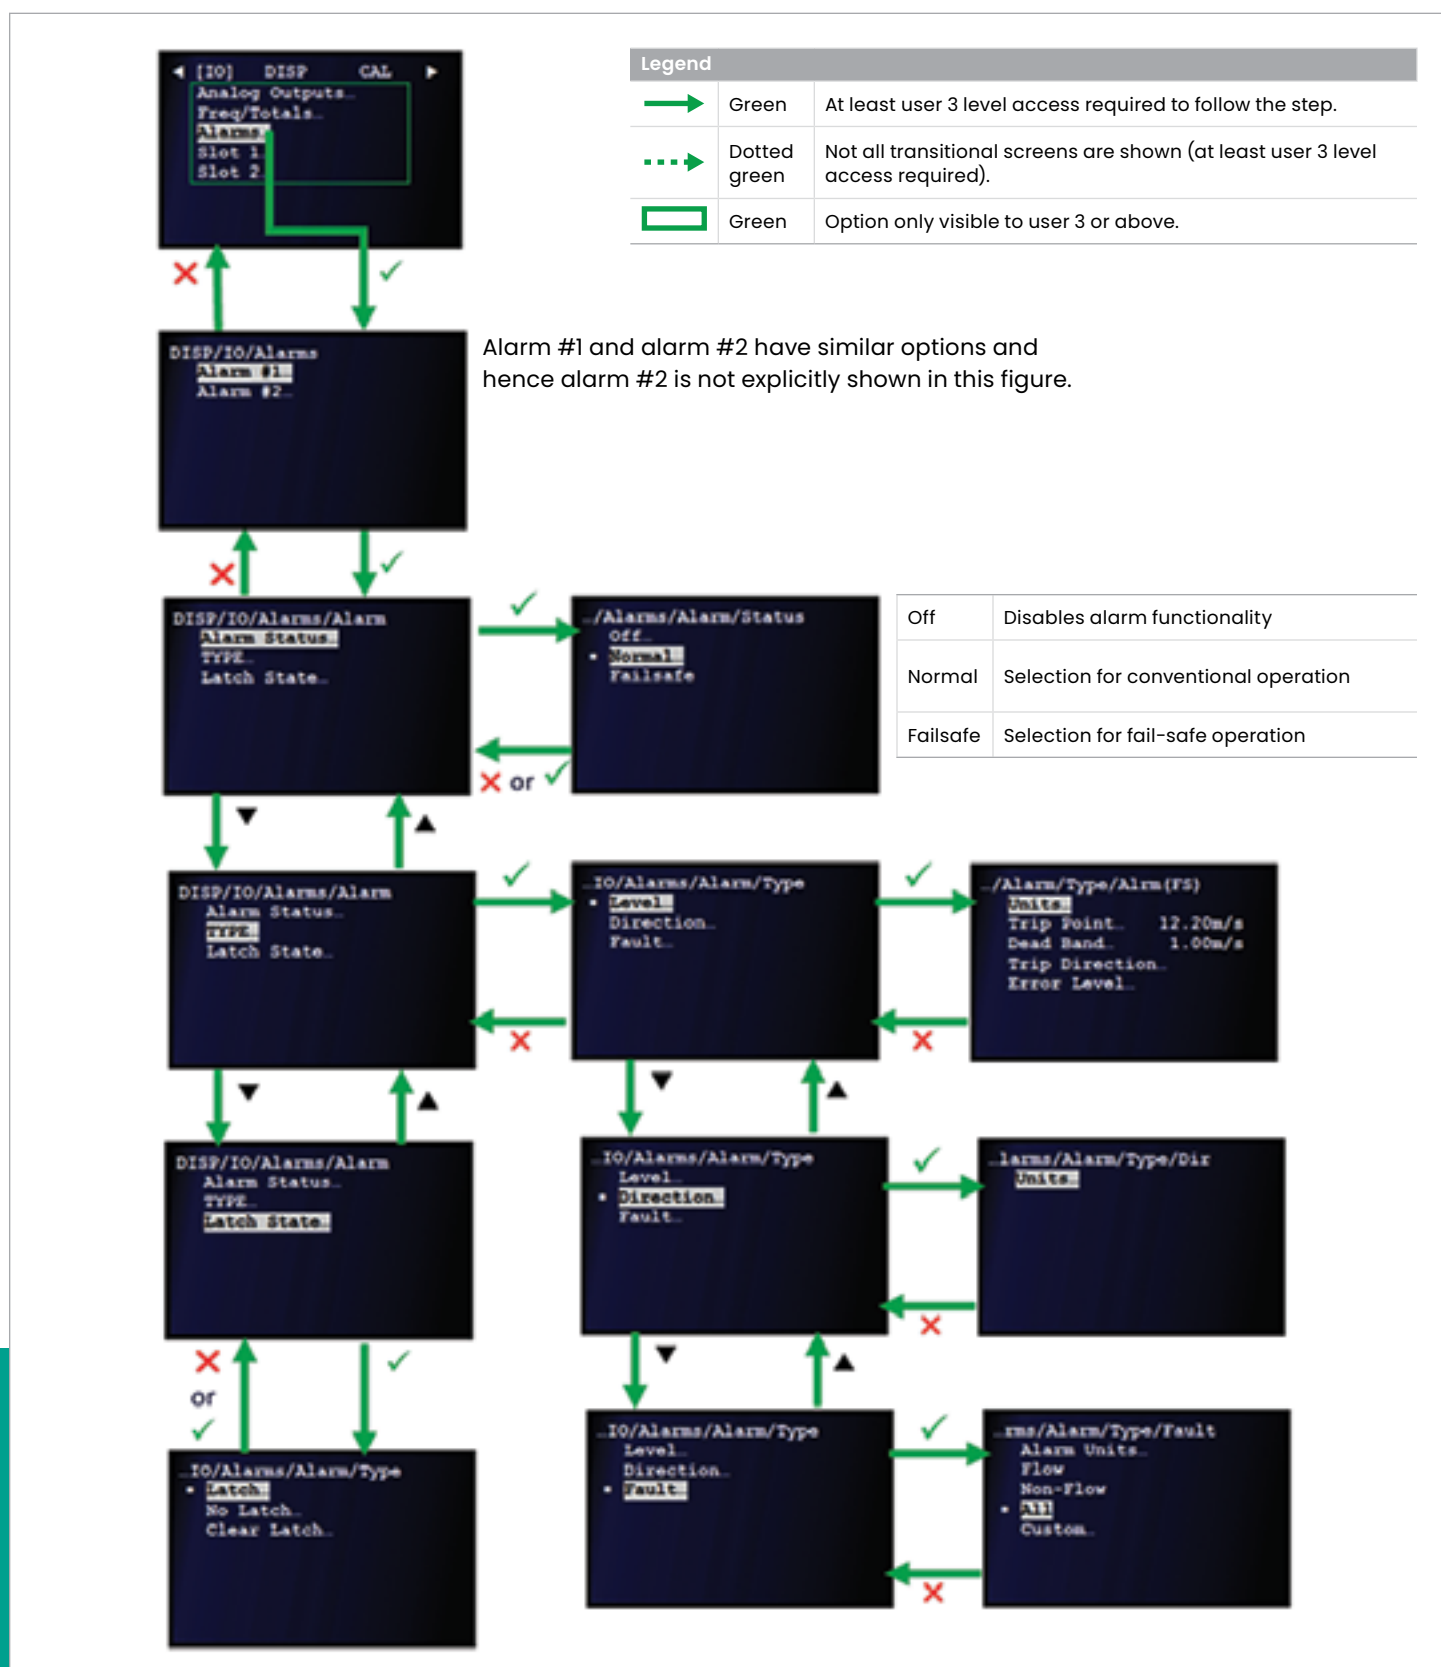 ◄ [IO] DISP CAL ►
Analog Outputs…
Freq/Totals…
Alarms…
Slot 1…
Slot 2…
Legend
Green At least user 3 level access required to follow the step.
Dotted green Not all transitional screens are shown (at least user 3 level access required).
Green Option only visible to user 3 or above.
DISP/IO/Alarms
Alarm #1…
Alarm #2…
Alarm #1 and alarm #2 have similar options and
hence alarm #2 is not explicitly shown in this figure.
DISP/IO/Alarms/Alarm
Alarm Status…
TYPE…
Latch State…
…/Alarms/Alarm/Status
Off…
• Normal…
Failsafe
or
Off Disables alarm functionality
Normal Selection for conventional operation
Failsafe Selection for fail-safe operation
DISP/IO/Alarms/Alarm
Alarm Status…
TYPE…
Latch State…
…IO/Alarms/Alarm/Type
• Level…
Direction…
Fault…
…/Alarm/Type/Alrm(FS)
Units…
Trip Point… 12.20m/s
Dead Band… 1.00m/s
Trip Direction…
Error Level…
DISP/IO/Alarms/Alarm
Alarm Status…
TYPE…
Latch State…
…IO/Alarms/Alarm/Type
Level…
• Direction…
Fault…
…larms/Alarm/Type/Dir
Units…
or
…IO/Alarms/Alarm/Type
• Latch…
No Latch…
Clear Latch…
…IO/Alarms/Alarm/Type
Level…
Direction…
• Fault…
…rms/Alarm/Type/Fault
Alarm Units…
Flow
Non-Flow
• All
Custom…